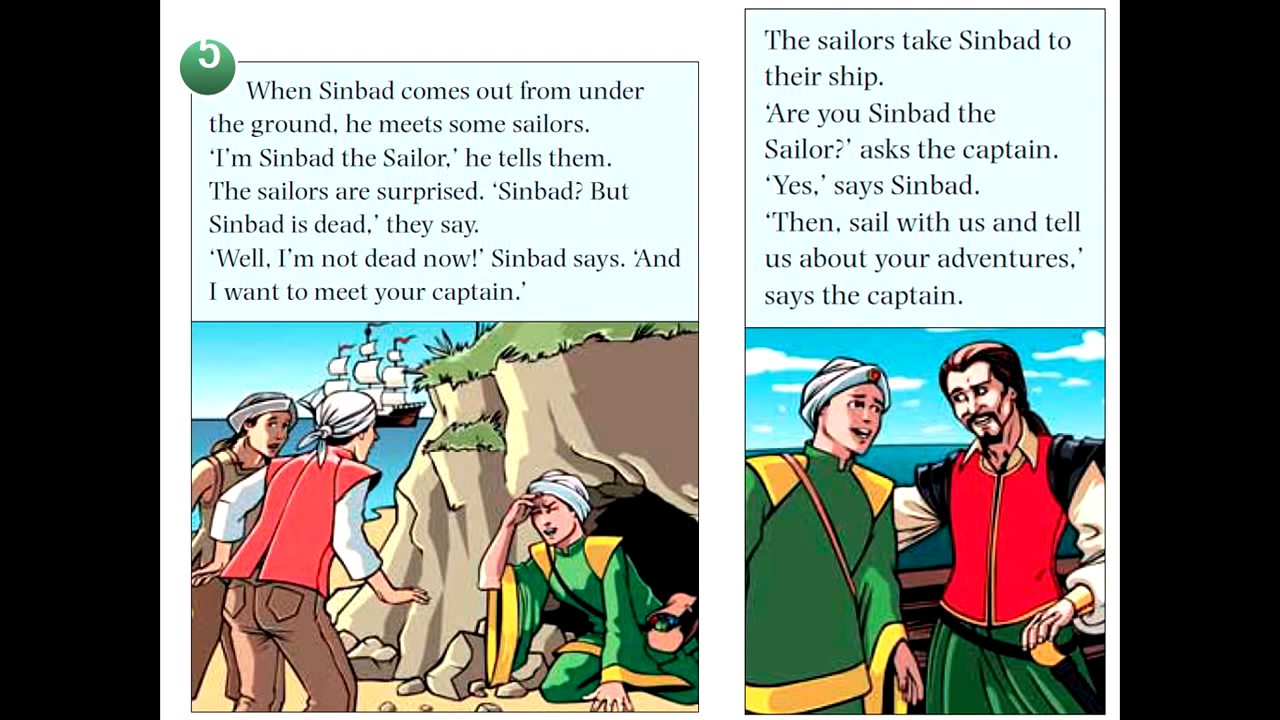 5
When Sinbad comes out from under
the ground, he meets some sailors.
‘I’m Sinbad the Sailor,’ he tells them.
The sailors are surprised. ‘Sinbad? But
Sinbad is dead,’ they say.
‘Well, I’m not dead now!’ Sinbad says. ‘And
I want to meet your captain.’
The sailors take Sinbad to
their ship.
‘Are you Sinbad the
Sailor?’ asks the captain.
‘Yes,’ says Sinbad.
‘Then, sail with us and tell
us about your adventures,’
says the captain.